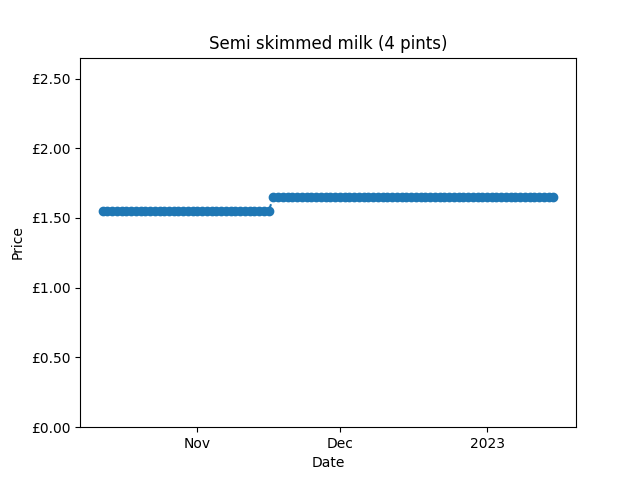 Semi skimmed milk (4 pints)
£2.50
£2.00
£1.50
£1.00
£0.50
£0.00
Price
Nov Dec 2023
Date